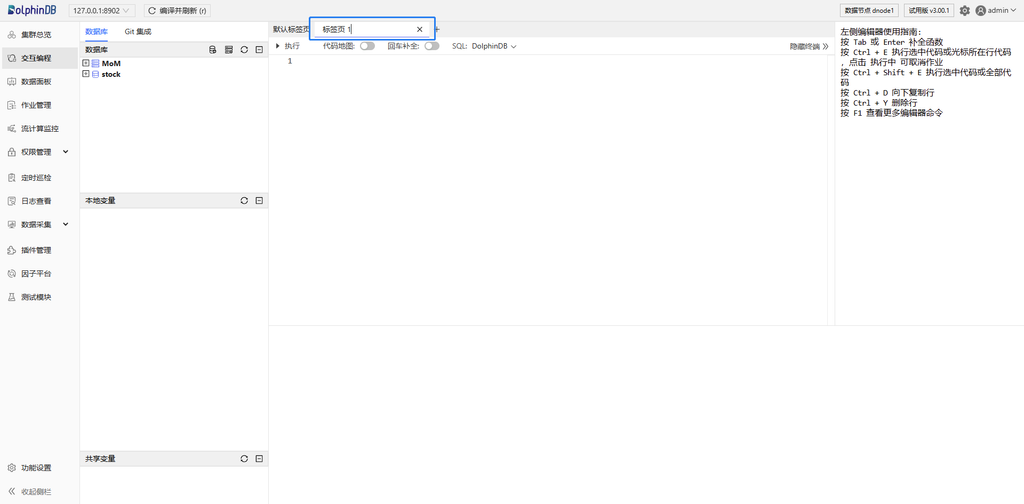 DolphinDB
127.0.0.1:8902
编译并刷新 (r)
数据节点 dnode1
试用版 v3.00.1
admin
集群总览
交互编程
数据面板
作业管理
流计算监控
权限管理
定时巡检
日志查看
数据采集
插件管理
因子平台
测试模块
功能设置
收起侧栏
数据库
Git 集成
数据库
MoM
stock
本地变量
共享变量
默认标签页
标签页 1
执行
代码地图:
回车补全:
SQL: DolphinDB
隐藏终端
1
左侧编辑器使用指南:
按 Tab 或 Enter 补全函数
按 Ctrl + E 执行选中代码或光标所在行代码
, 点击 执行中 可取消作业
按 Ctrl + Shift + E 执行选中代码或全部代
码
按 Ctrl + D 向下复制行
按 Ctrl + Y 删除行
按 F1 查看更多编辑器命令